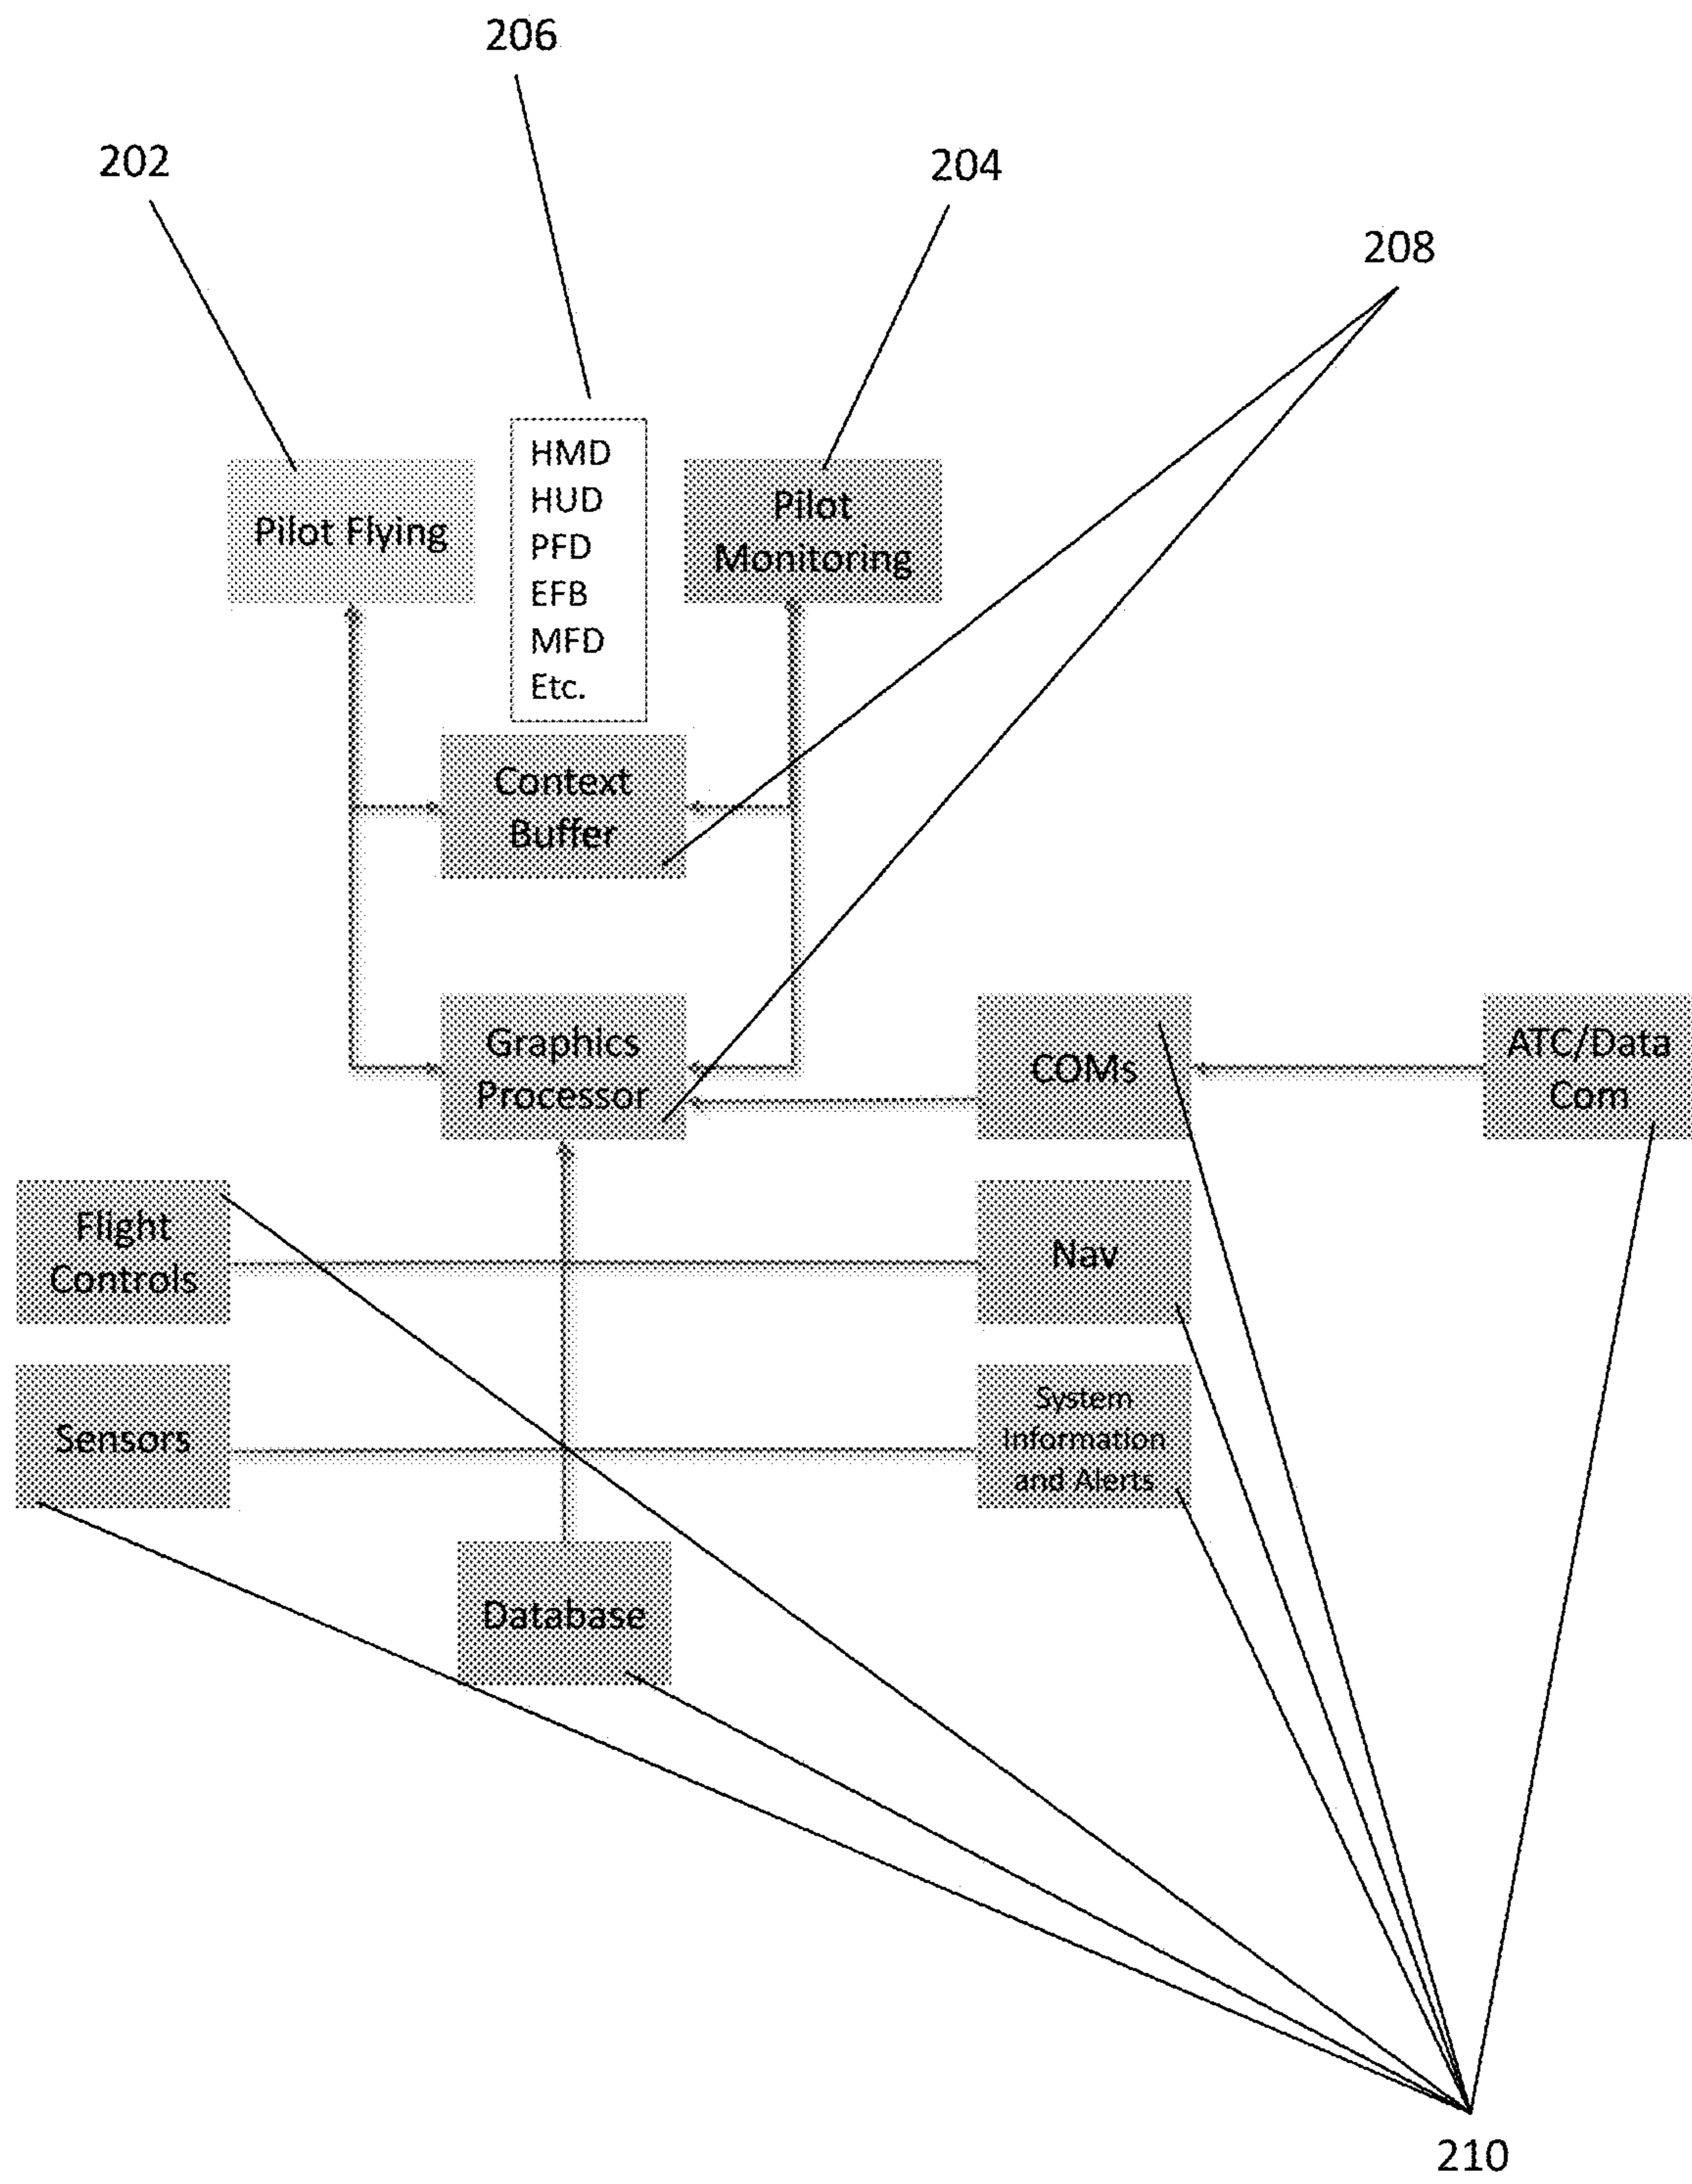 206
202
204
208
HMD
HUD
PFD
EFB
MFD
Etc.
Pilot Flying
Pilot
Monitoring
Context
Buffer
Graphics
Processor
COMs
ATC/Data
Com
Flight
Controls
Nav
Sensors
System
Information
and Alerts
Database
210